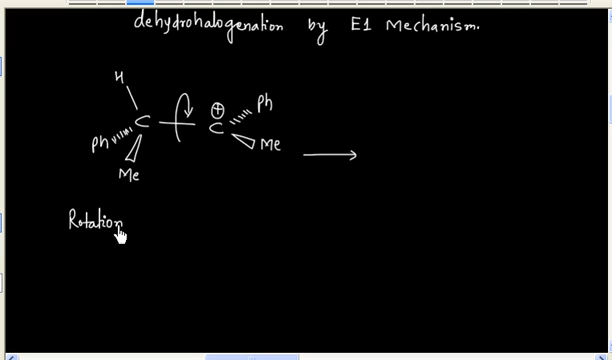 dehydrohalogenation by E1 Mechanism.
H
Ph C C ⊕ Ph
Me Me
Rotation